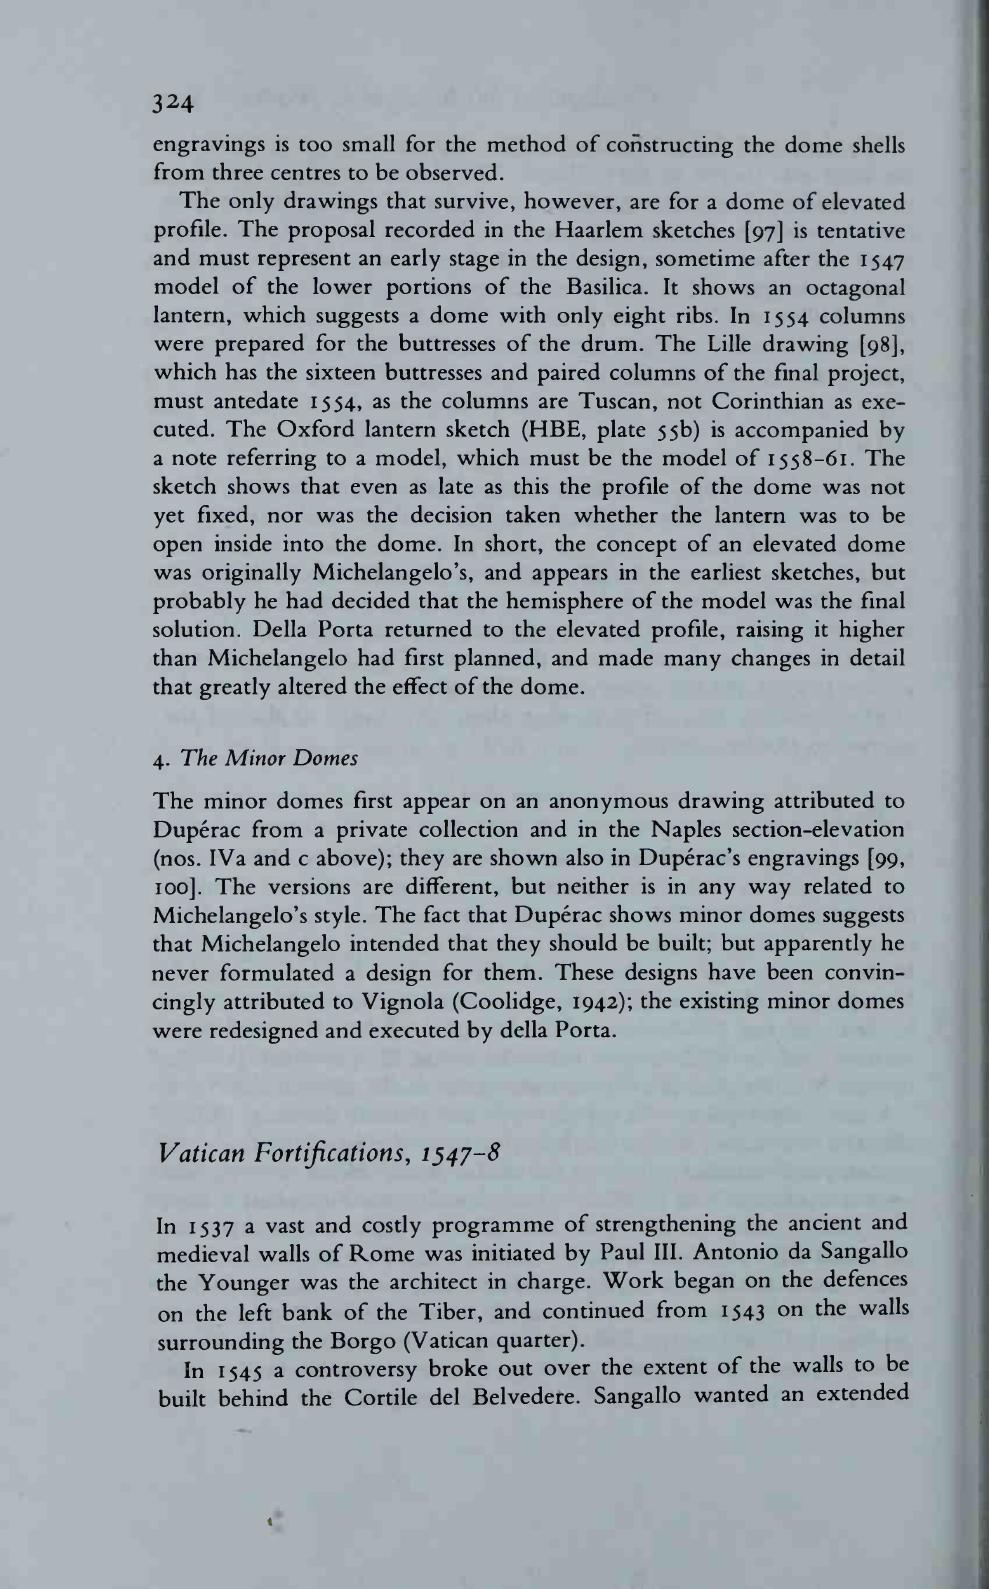 324
engravings is too small for the method of constructing the dome shells
from three centres to be observed.
The only drawings that survive, however, are for a dome of elevated
profile. The proposal recorded in the Haarlem sketches [97] is tentative
and must represent an early stage in the design, sometime after the 1547
model of the lower portions of the Basilica. It shows an octagonal
lantern, which suggests a dome with only eight ribs. In 1554 columns
were prepared for the buttresses of the drum. The Lille drawing [98],
which has the sixteen buttresses and paired columns of the final project,
must antedate 1554, as the columns are Tuscan, not Corinthian as exe-
cuted. The Oxford lantern sketch (HBE, plate 55b) is accompanied by
a note referring to a model, which must be the model of 1558-61. The
sketch shows that even as late as this the profile of the dome was not
yet fixed, nor was the decision taken whether the lantern was to be
open inside into the dome. In short, the concept of an elevated dome
was originally Michelangelo's, and appears in the earliest sketches, but
probably he had decided that the hemisphere of the model was the final
solution. Della Porta returned to the elevated profile, raising it higher
than Michelangelo had first planned, and made many changes in detail
that greatly altered the effect of the dome.
4. The Minor Domes
The minor domes first appear on an anonymous drawing attributed to
Dupérac from a private collection and in the Naples section-elevation
(nos. IVa and c above); they are shown also in Dupérac's engravings [99,
100]. The versions are different, but neither is in any way related to
Michelangelo's style. The fact that Dupérac shows minor domes suggests
that Michelangelo intended that they should be built; but apparently he
never formulated a design for them. These designs have been convin-
cingly attributed to Vignola (Coolidge, 1942); the existing minor domes
were redesigned and executed by della Porta.
Vatican Fortifications, 1547-8
In 1537 a vast and costly programme of strengthening the ancient and
medieval walls of Rome was initiated by Paul III. Antonio da Sangallo
the Younger was the architect in charge. Work began on the defences
on the left bank of the Tiber, and continued from 1543 on the walls
surrounding the Borgo (Vatican quarter).
In 1545 a controversy broke out over the extent of the walls to be
built behind the Cortile del Belvedere. Sangallo wanted an extended